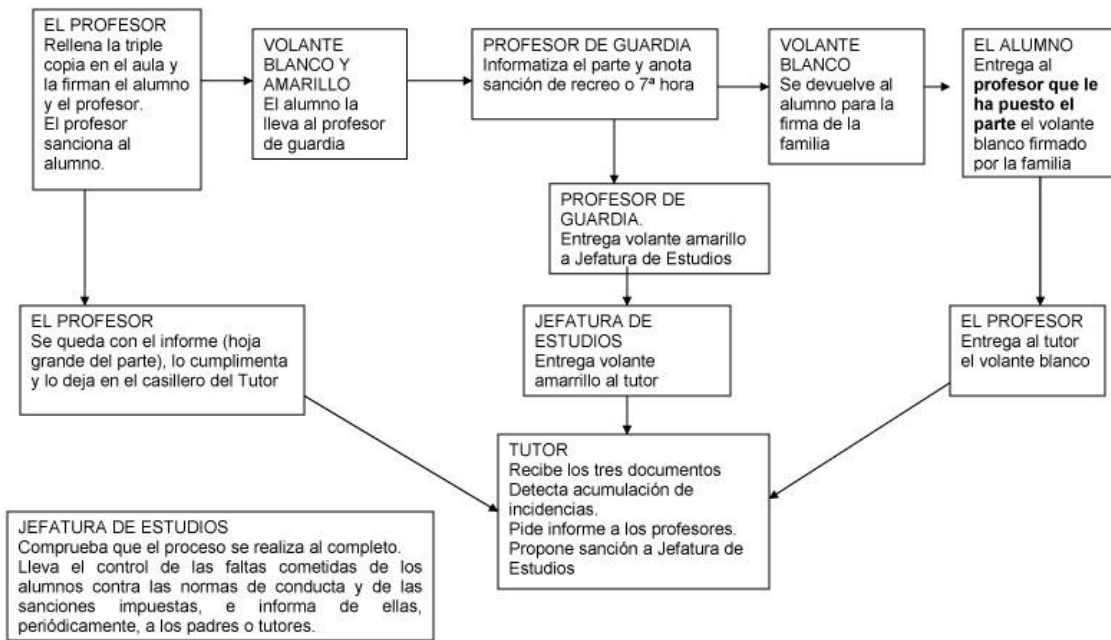 EL PROFESOR
Rellena la triple
copia en el aula y
la firman el alumno
y el profesor.
El profesor
sanciona al
alumno.
VOLANTE
BLANCO Y
AMARILLO
El alumno la
lleva al profesor
de guardia
PROFESOR DE GUARDIA
Informatiza el parte y anota
sanción de recreo o 7ª hora
VOLANTE
BLANCO
Se devuelve al
alumno para la
firma de la
familia
EL ALUMNO
Entrega al
profesor que le
ha puesto el
parte el volante
blanco firmado
por la familia
PROFESOR DE
GUARDIA.
Entrega volante amarillo
a Jefatura de Estudios
EL PROFESOR
Se queda con el informe (hoja
grande del parte), lo cumplimenta
y lo deja en el casillero del Tutor
JEFATURA DE
ESTUDIOS
Entrega volante
amarrillo al tutor
EL PROFESOR
Entrega al tutor
el volante blanco
TUTOR
Recibe los tres documentos
Detecta acumulación de
incidencias.
Pide informe a los profesores.
Propone sanción a Jefatura de
Estudios
JEFATURA DE ESTUDIOS
Comprueba que el proceso se realiza al completo.
Lleva el control de las faltas cometidas de los
alumnos contra las normas de conducta y de las
sanciones impuestas, e informa de ellas,
periódicamente, a los padres o tutores.